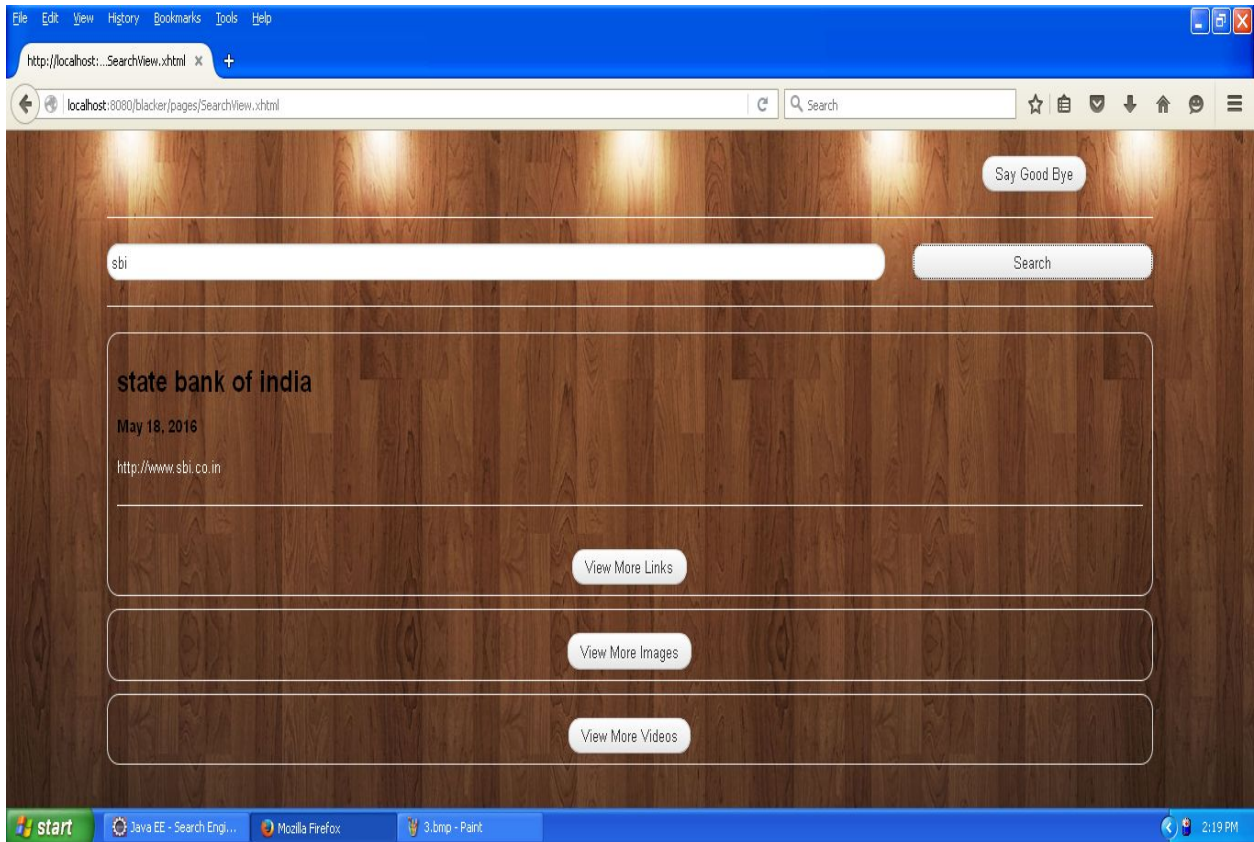 File Edit View History Bookmarks Tools Help
http://localhost:...SearchView.xhtml x +
localhost:8080/blacker/pages/SearchView.xhtml Search
Say Good Bye
sbi Search
state bank of india
May 18, 2016
http://www.sbi.co.in
View More Links
View More Images
View More Videos
start Java EE - Search Engi... Mozilla Firefox 3.bmp - Paint 2:19 PM